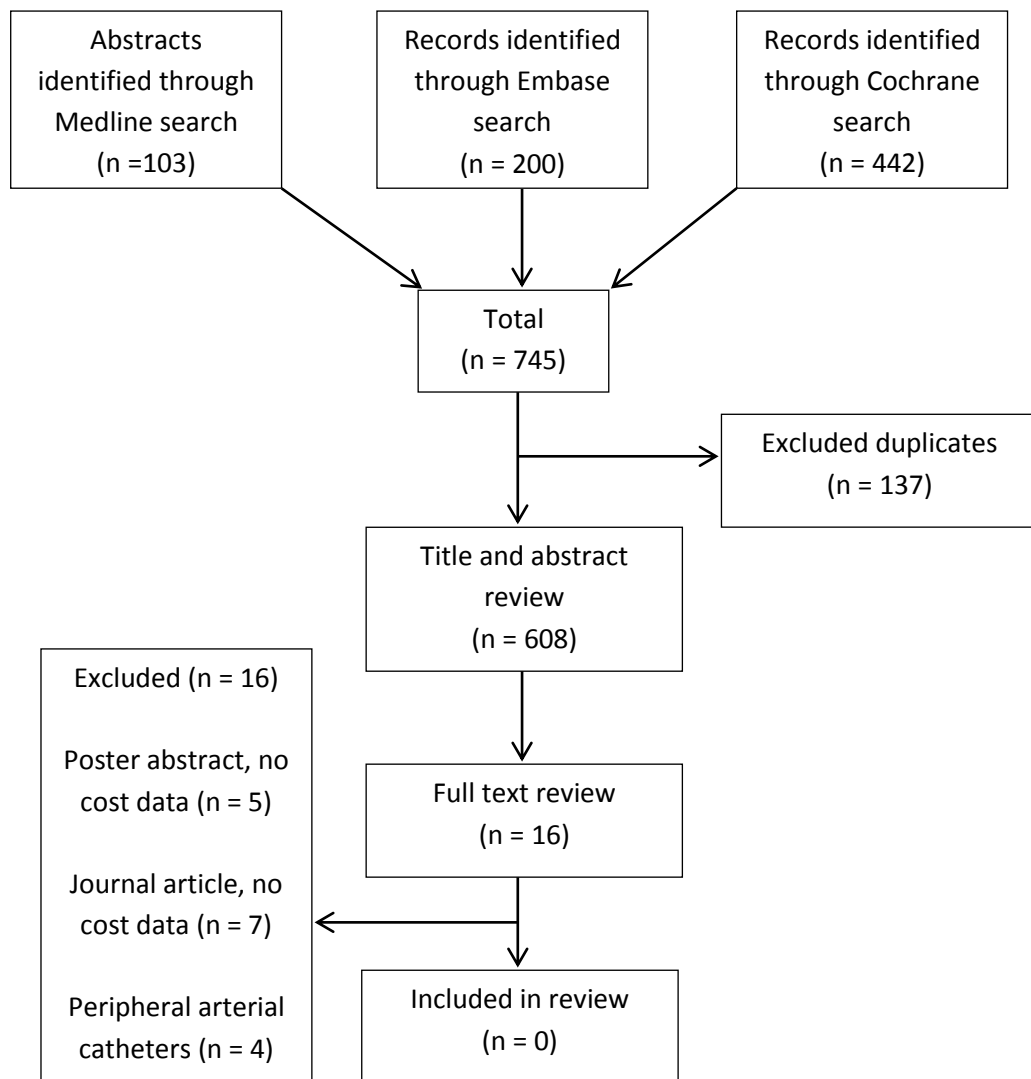 Abstracts
identified through
Medline search
(n =103)
Records identified
through Embase
search
(n = 200)
Records identified
through Cochrane
search
(n = 442)
Total
(n = 745)
Excluded duplicates
(n = 137)
Title and abstract
review
(n = 608)
Excluded (n = 16)
Poster abstract, no
cost data (n = 5)
Journal article, no
cost data (n = 7)
Peripheral arterial
catheters (n = 4)
Full text review
(n = 16)
Included in review
(n = 0)